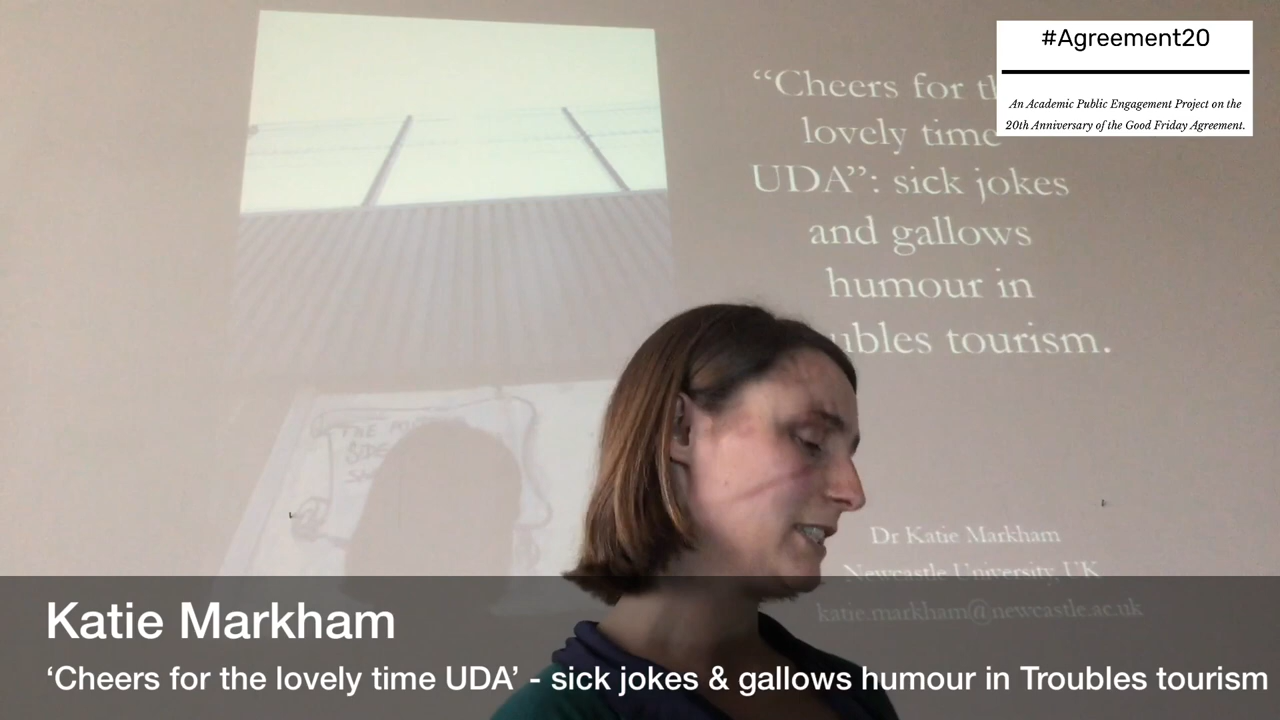 #Agreement20
An Academic Public Engagement Project on the
20th Anniversary of the Good Friday Agreement.
“Cheers for
lovely time
UDA”: sick jokes
and gallows
humour in
tourism.
THE
SIDE
Dr Katie Markham
Newcastle University, UK
katie.markham@newcastle.ac.uk
Katie Markham
‘Cheers for the lovely time UDA’ - sick jokes & gallows humour in Troubles tourism